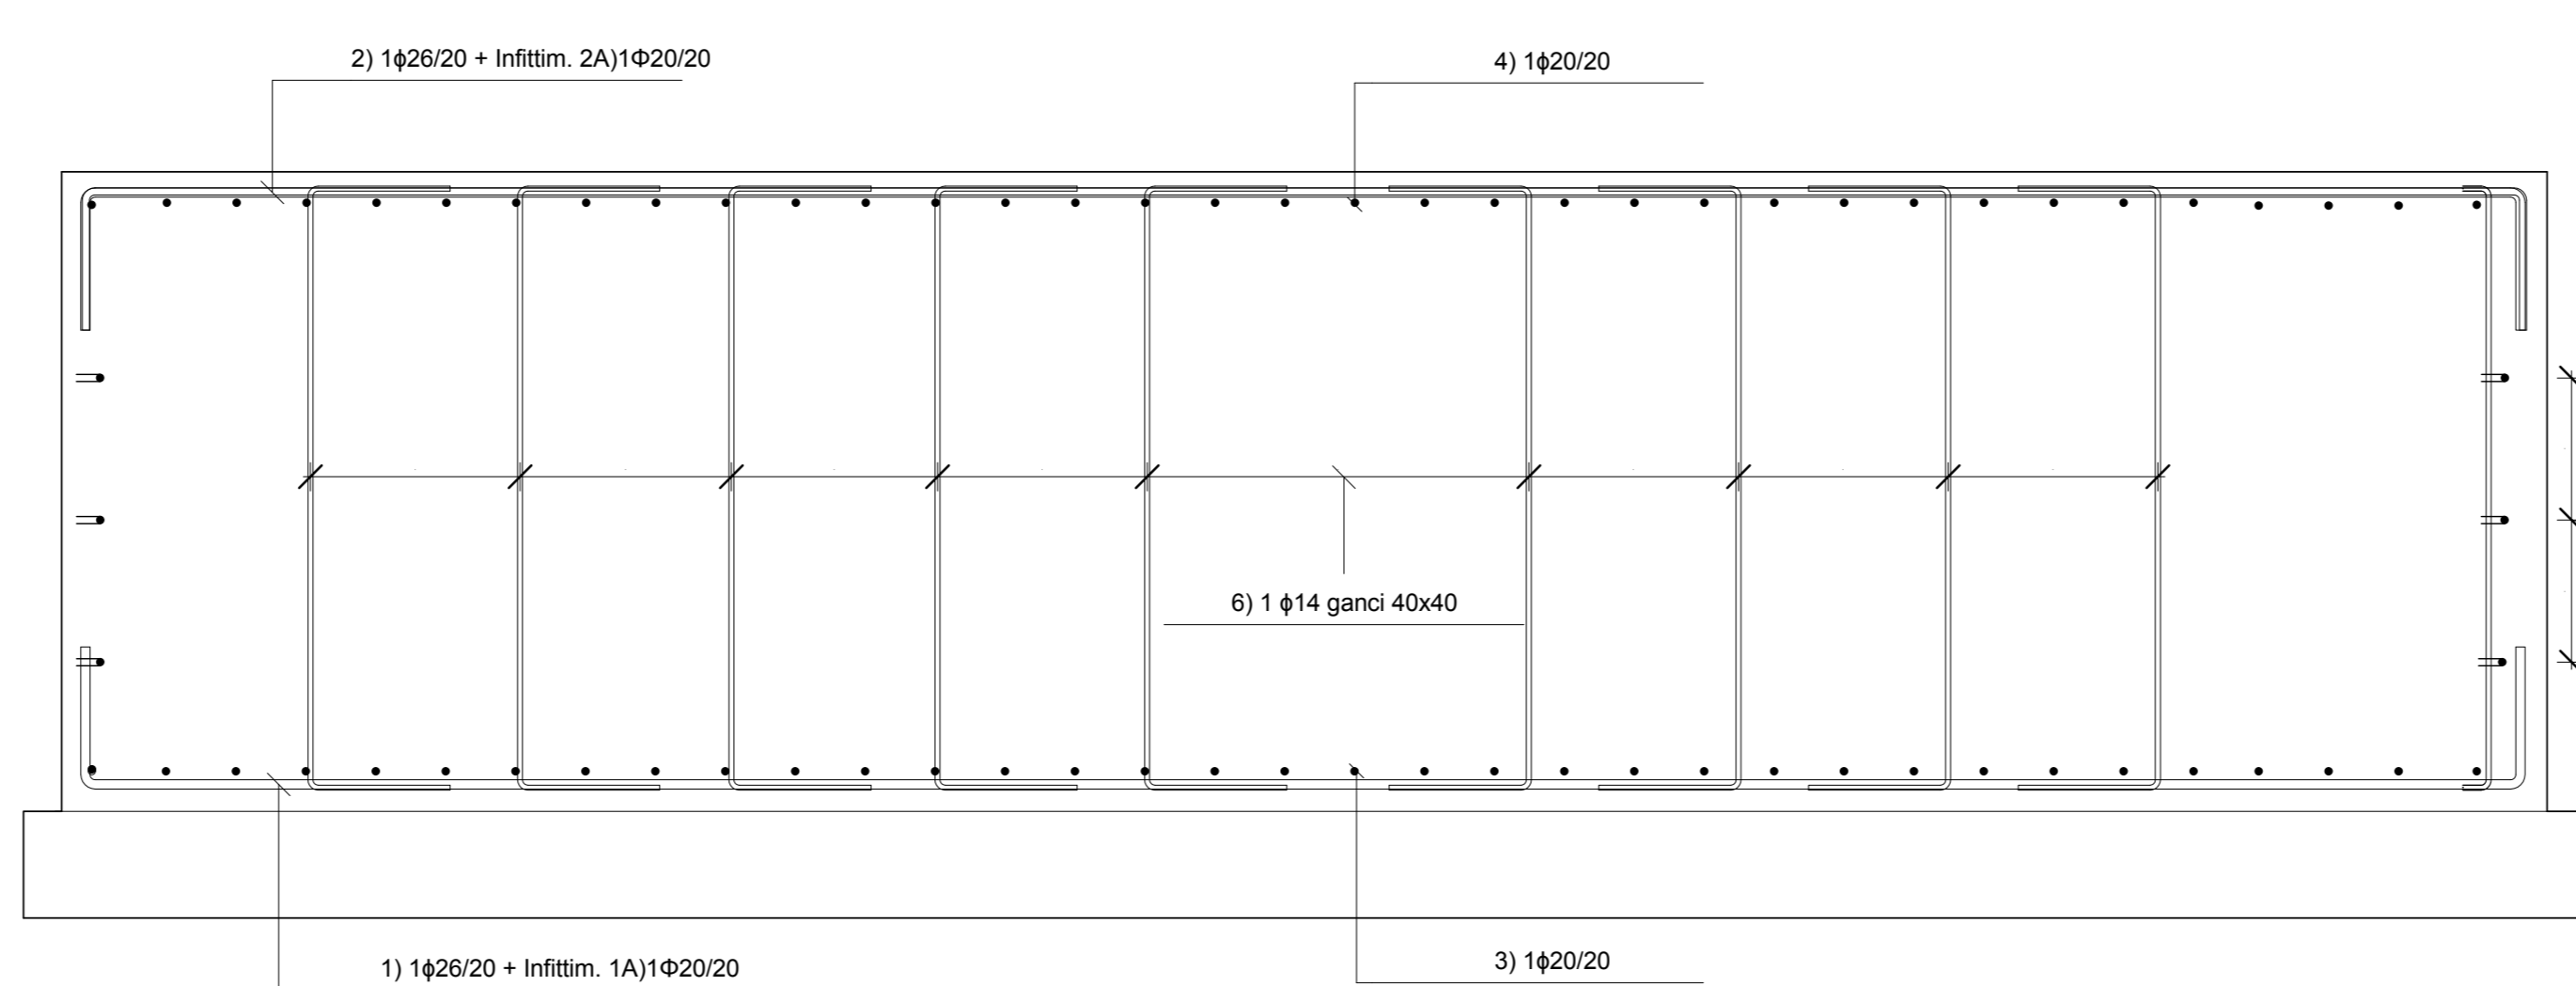 2) 1ϕ26/20 + Infittim. 2A)1Φ20/20
4) 1ϕ20/20
6) 1 ϕ14 ganci 40x40
1) 1ϕ26/20 + Infittim. 1A)1Φ20/20
3) 1ϕ20/20